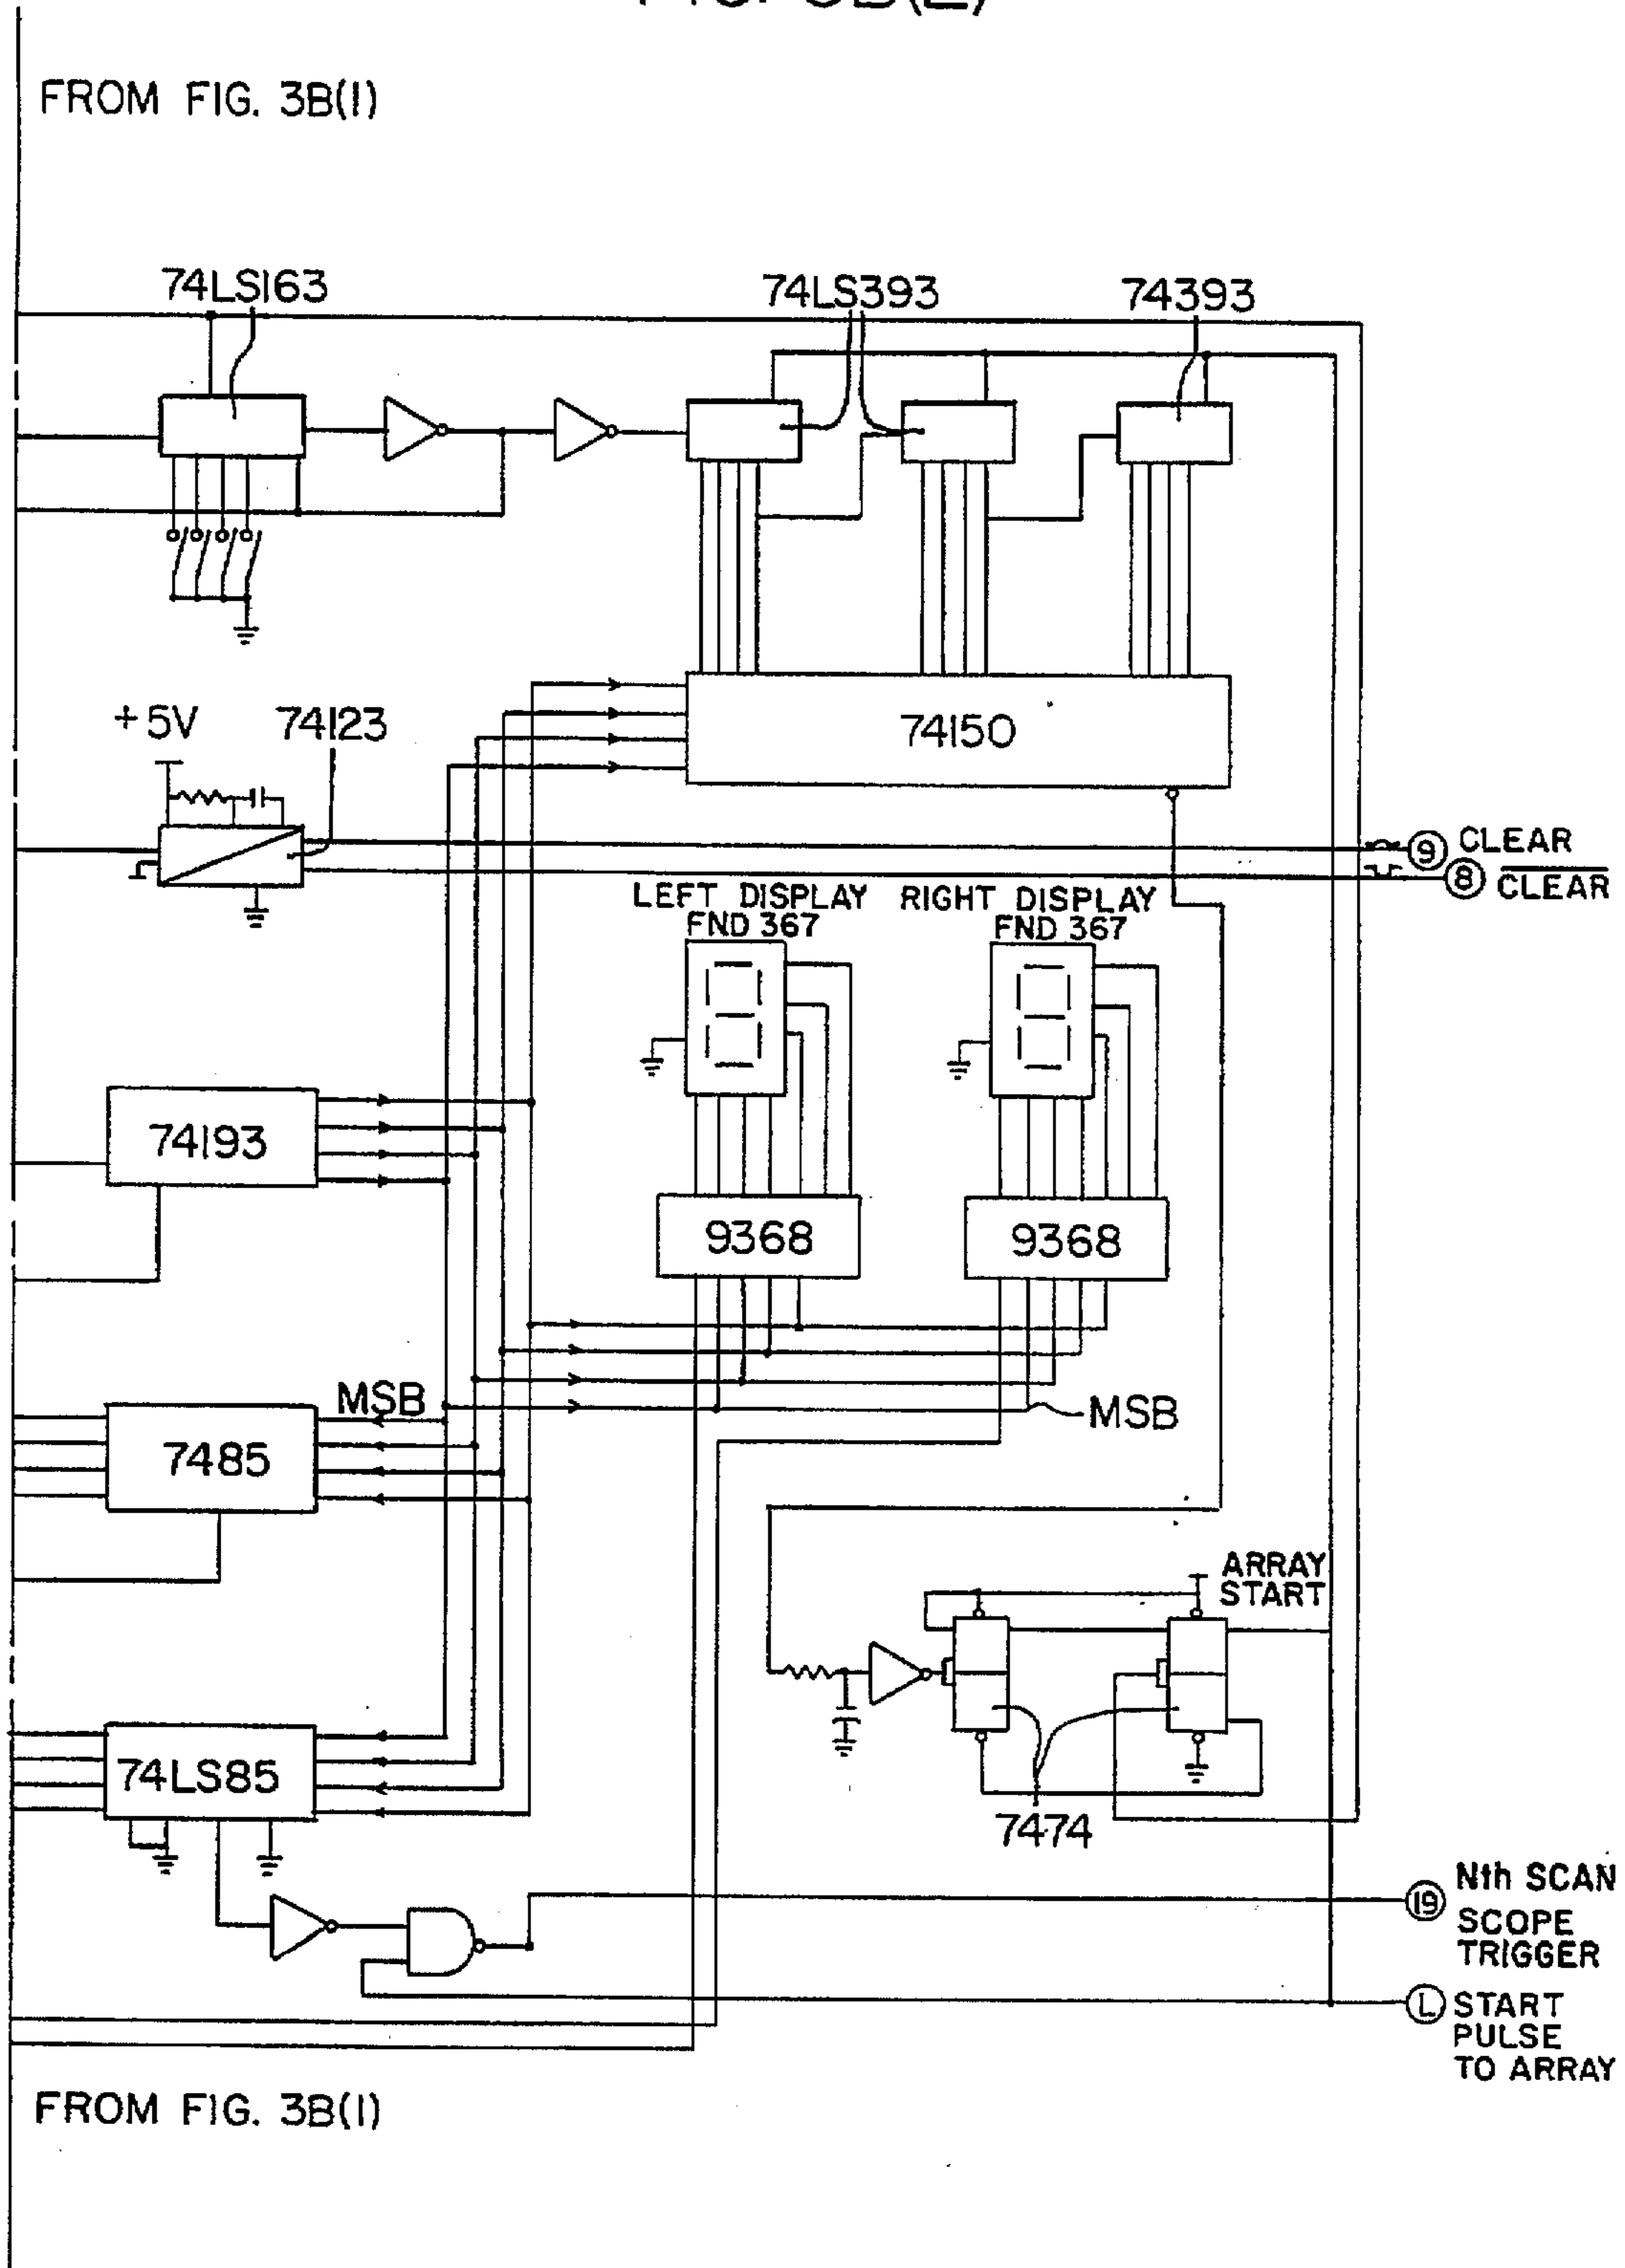 FROM FIG. 3B(1)
74LS163
74LS393
74393
+5V
74123
74150
9 CLEAR
8 CLEAR
LEFT DISPLAY
FND 367
RIGHT DISPLAY
FND 367
74193
9368
9368
MSB
MSB
7485
ARRAY
START
74LS85
7474
19
Nth SCAN
SCOPE
TRIGGER
L START
PULSE
TO ARRAY
FROM FIG. 3B(1)